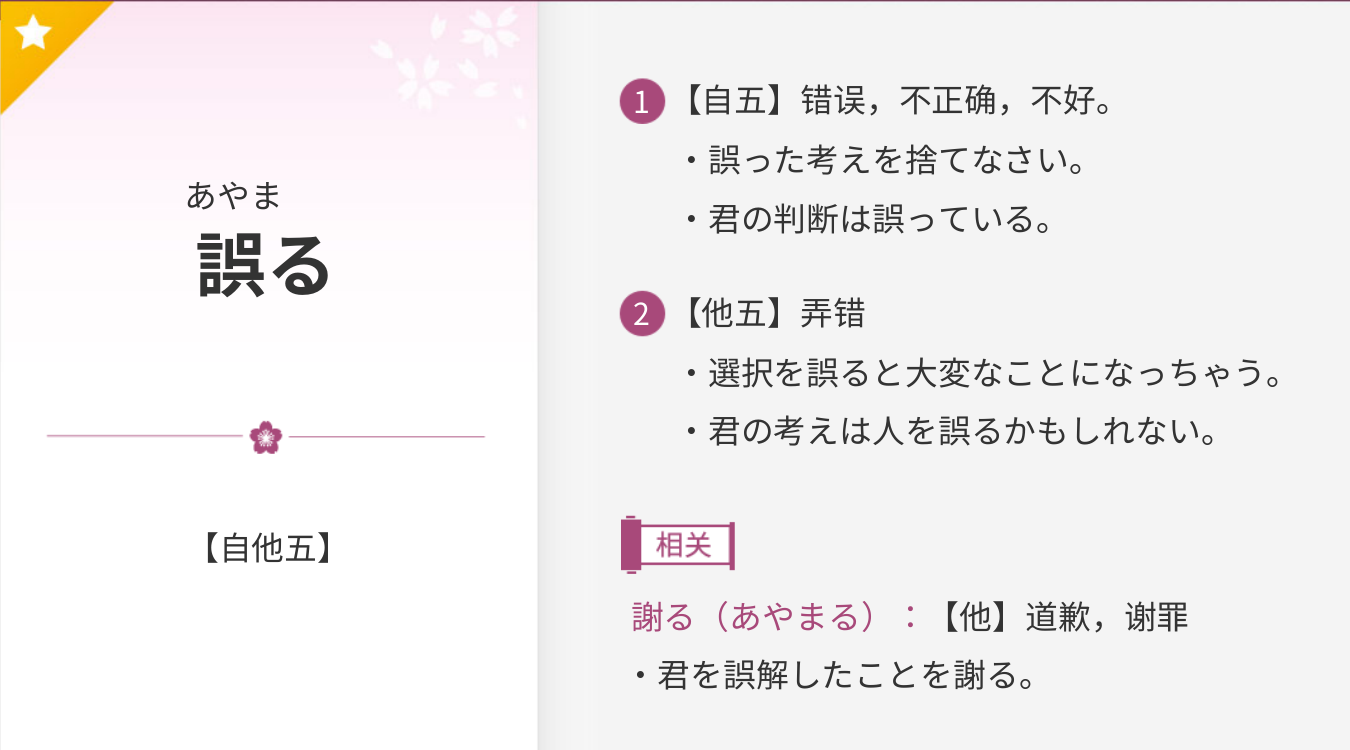 あやま
誤る
【自他五】
1【自五】错误，不正确，不好。
・誤った考えを捨てなさい。
・君の判断は誤っている。
2【他五】弄错
・選択を誤ると大変なことになっちゃう。
・君の考えは人を誤るかもしれない。
相关
謝る（あやまる）：【他】道歉，谢罪
・君を誤解したことを謝る。